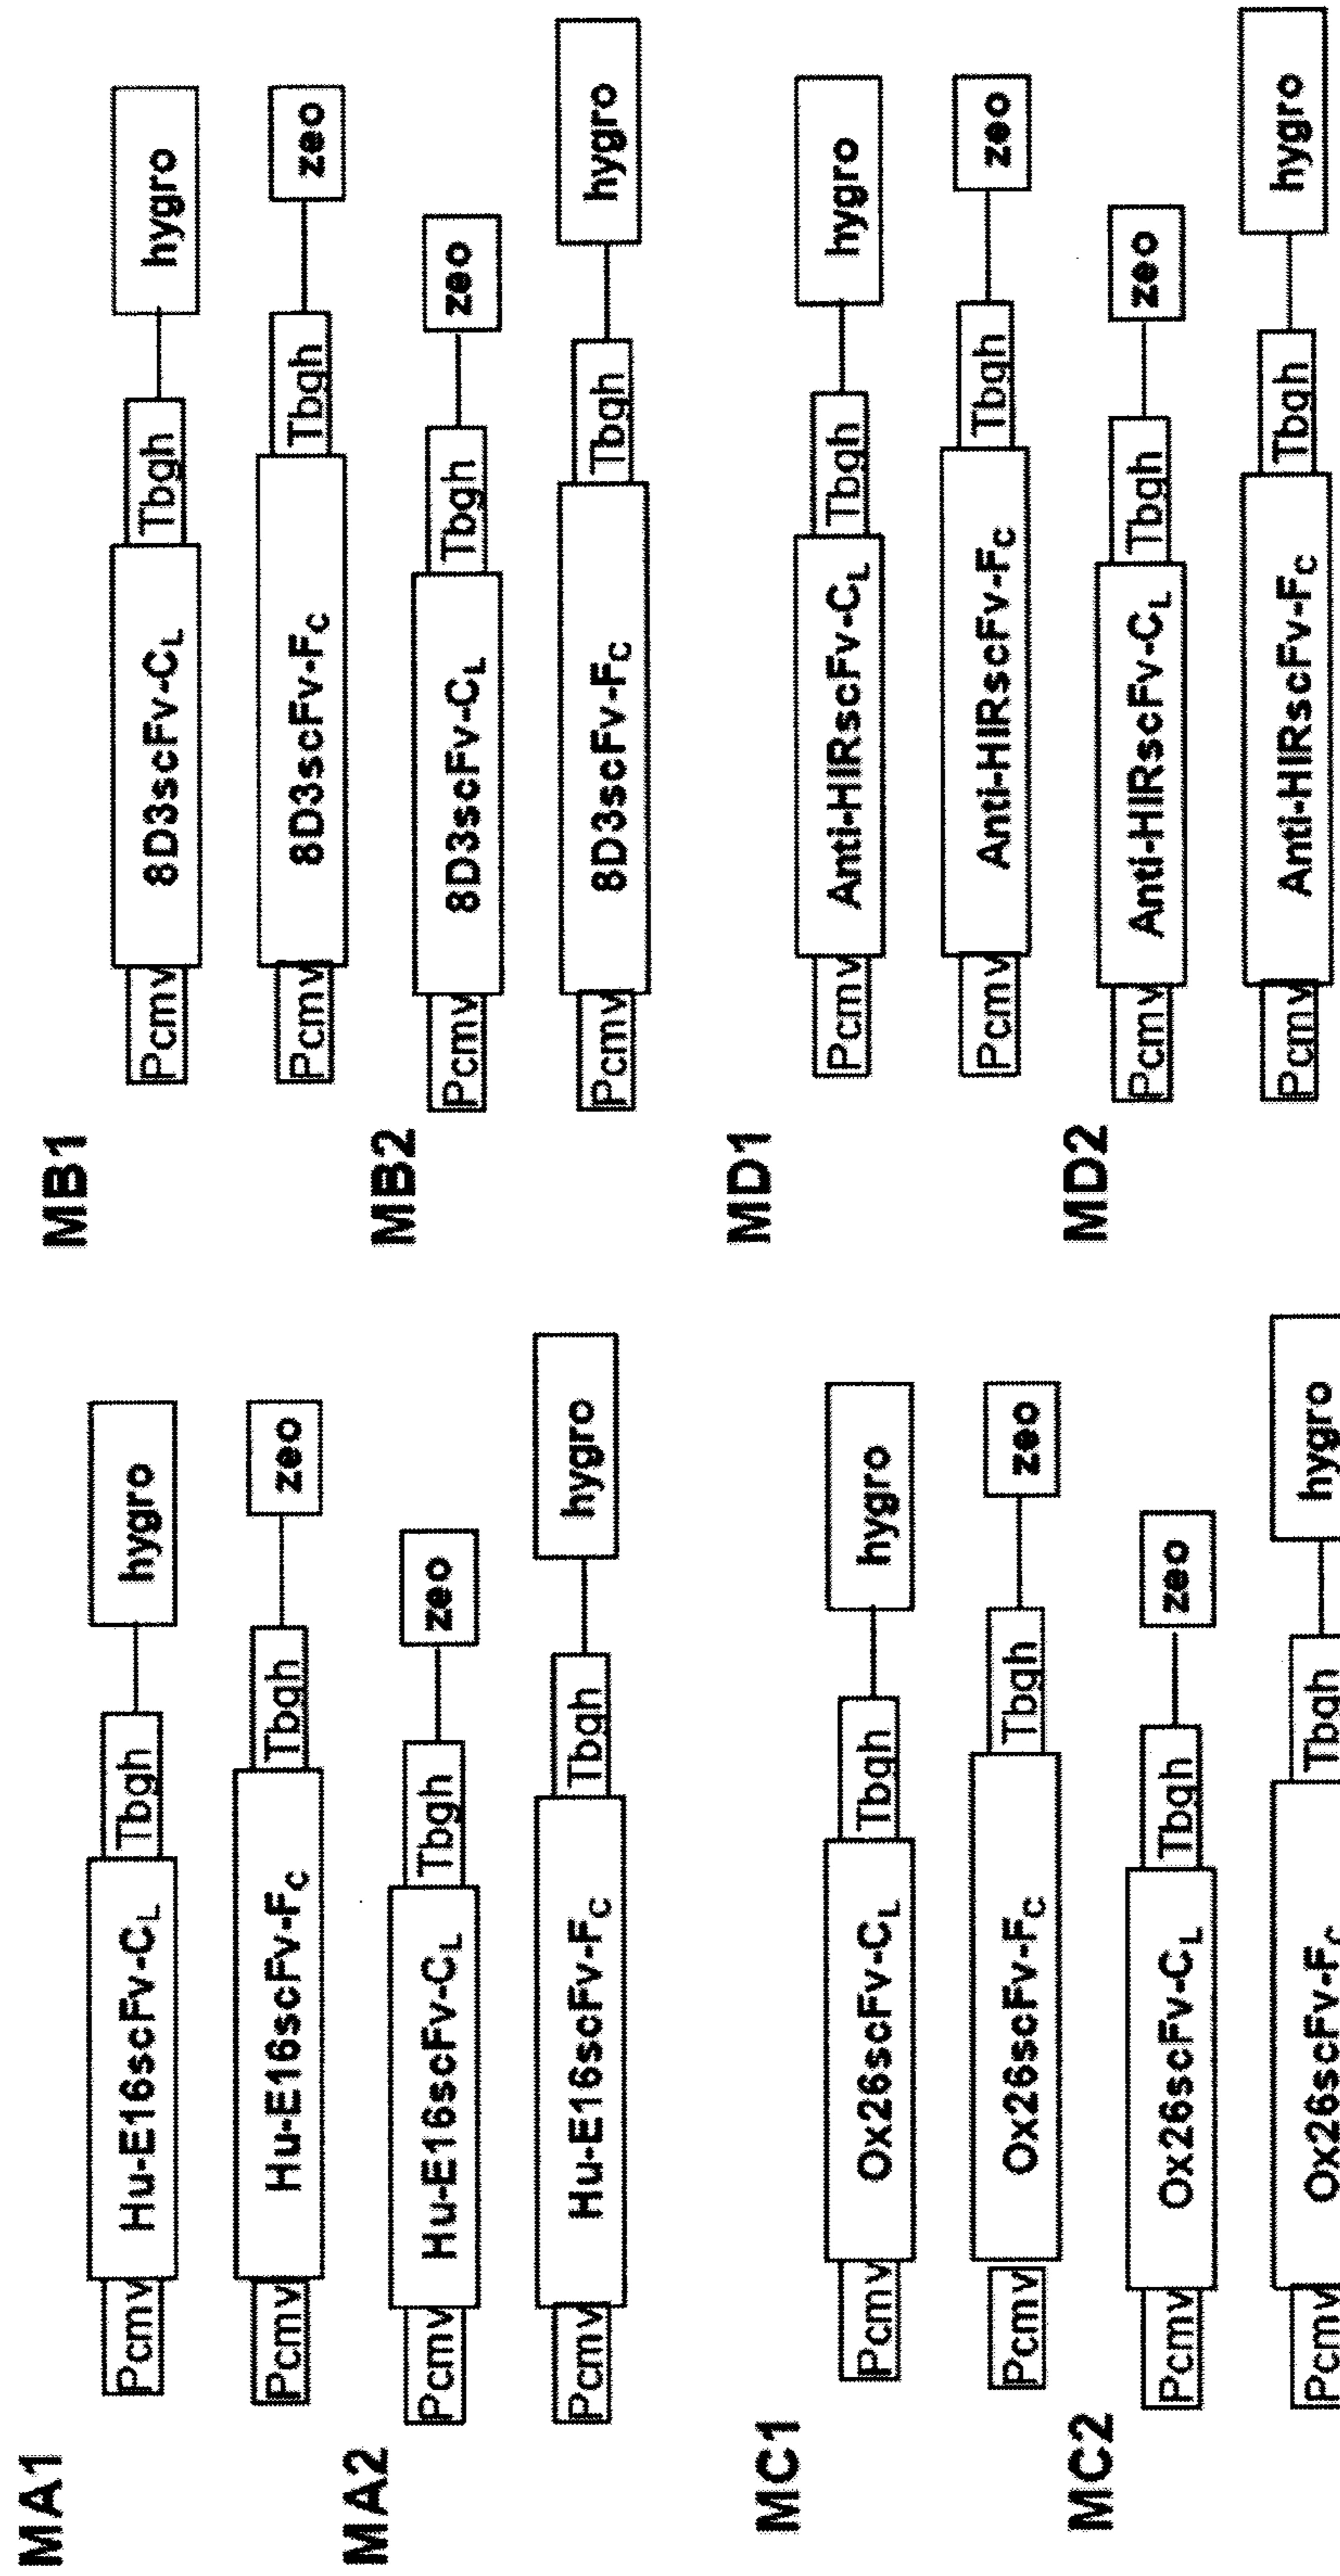 MA1
Pcmv Hu-E16scFv-CL Tbgh hygro
Pcmv Hu-E16scFv-Fc Tbgh zeo
MA2
Pcmv Hu-E16scFv-CL Tbgh zeo
Pcmv Hu-E16scFv-Fc Tbgh hygro
MB1
Pcmv 8D3scFv-CL Tbgh hygro
Pcmv 8D3scFv-Fc Tbgh zeo
MB2
Pcmv 8D3scFv-CL Tbgh zeo
Pcmv 8D3scFv-Fc Tbgh hygro
MC1
Pcmv Ox26scFv-CL Tbgh hygro
Pcmv Ox26scFv-Fc Tbgh zeo
MC2
Pcmv Ox26scFv-CL Tbgh zeo
Pcmv Ox26scFv-Fc Tbgh hygro
MD1
Pcmv Anti-HIRscFv-CL Tbgh hygro
Pcmv Anti-HIRscFv-Fc Tbgh zeo
MD2
Pcmv Anti-HIRscFv-CL Tbgh zeo
Pcmv Anti-HIRscFv-Fc Tbgh hygro